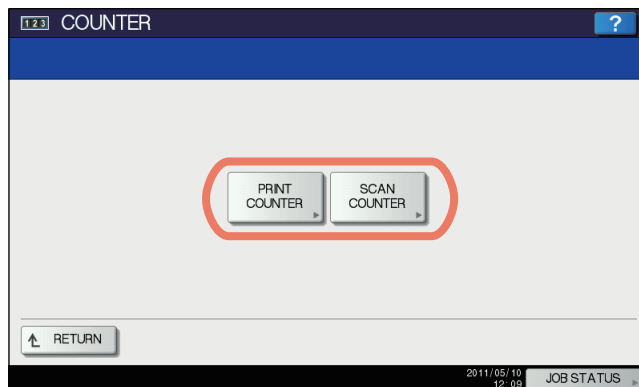 123 COUNTER ?
PRINT
COUNTER
SCAN
COUNTER
RETURN
2011/05/10
12:09
JOB STATUS